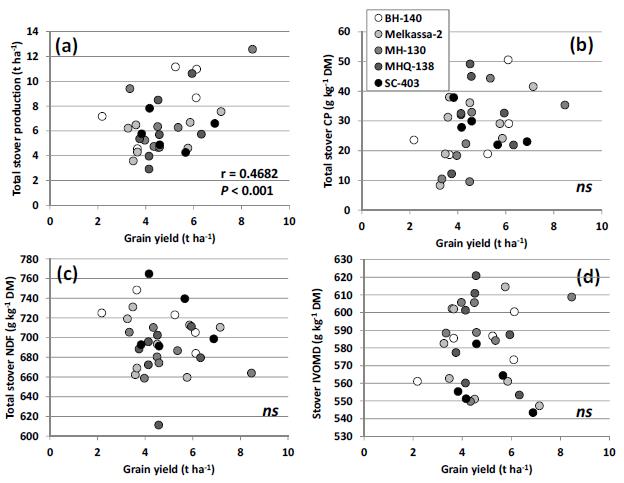 (a)
Total stover production (t ha⁻¹)
14
12
10
8
6
4
2
0
r = 0.4682
P < 0.001
0 2 4 6 8 10
Grain yield (t ha⁻¹)
BH-140
Melkassa-2
MH-130
MHQ-138
SC-403
(b)
Total stover CP (g kg⁻¹ DM)
60
50
40
30
20
10
0
ns
0 2 4 6 8 10
Grain yield (t ha⁻¹)
(c)
Total stover NDF (g kg⁻¹ DM)
780
760
740
720
700
680
660
640
620
600
ns
0 2 4 6 8 10
Grain yield (t ha⁻¹)
(d)
Stover IVOMD (g kg⁻¹ DM)
630
620
610
600
590
580
570
560
550
540
530
ns
0 2 4 6 8 10
Grain yield (t ha⁻¹)